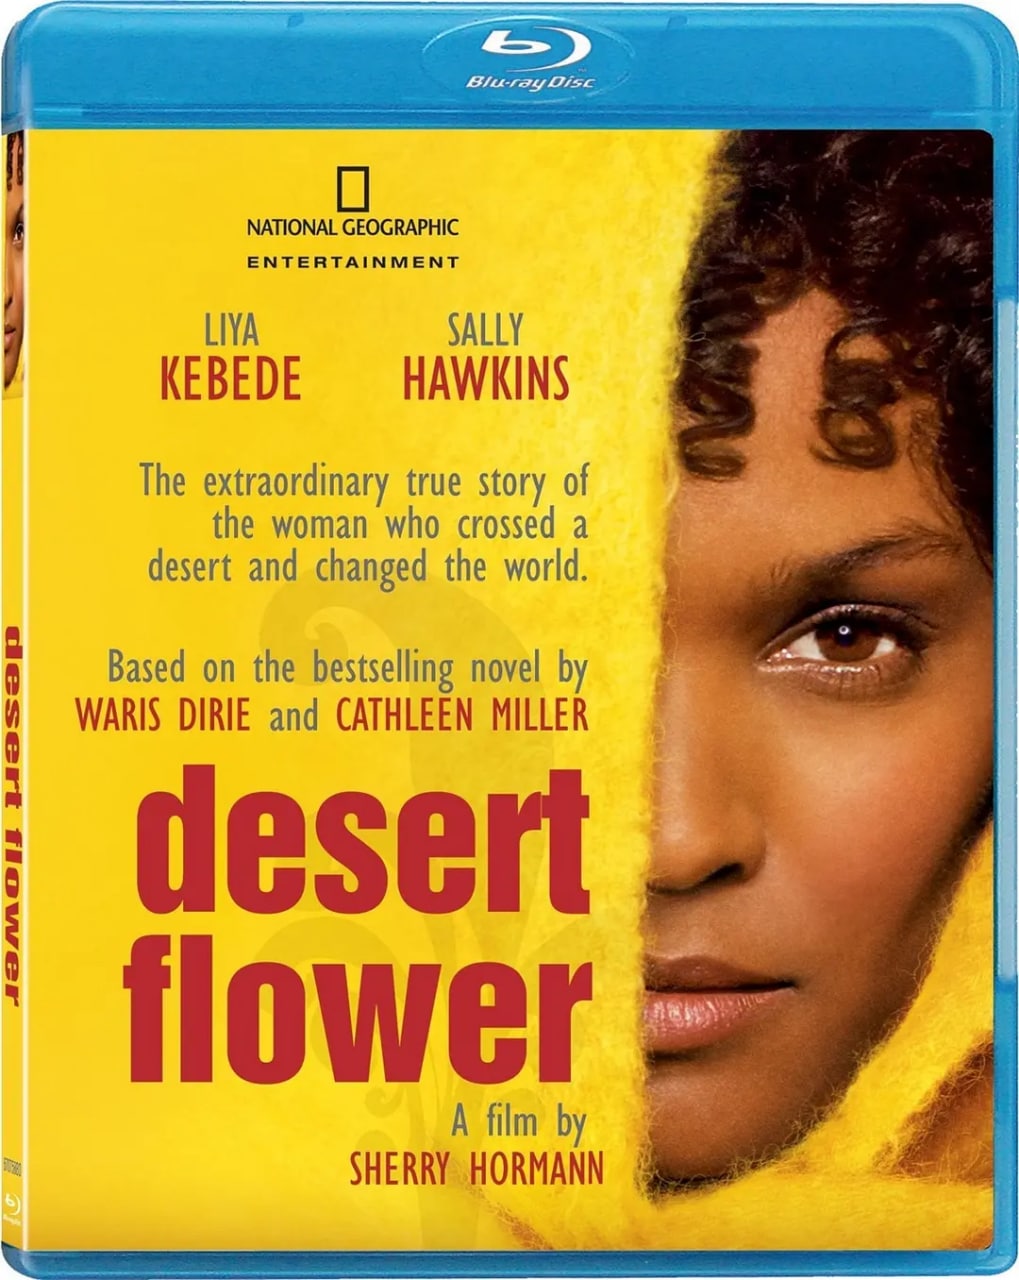 Blu-ray Disc
NATIONAL GEOGRAPHIC
ENTERTAINMENT
LIYA
KEBEDE
SALLY
HAWKINS
The extraordinary true story of
the woman who crossed a
desert and changed the world.
Based on the bestselling novel by
WARIS DIRIE and CATHLEEN MILLER
desert
flower
A film by
SHERRY HORMANN
desert flower